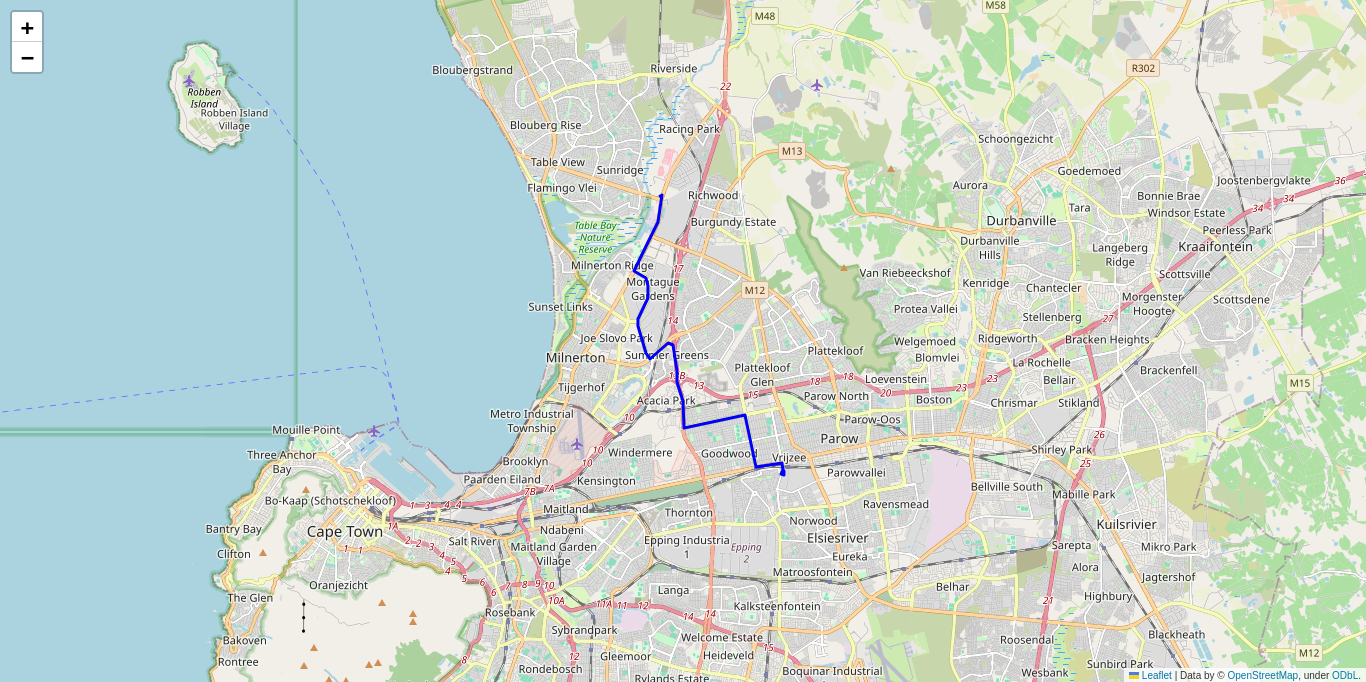 +
−
M48
M58
Bloubergstrand
Riverside
R302
22
Robben
Island
Robben Island
Village
Blouberg Rise
Racing Park
Schoongezicht
M13
Table View
Sunridge
Goedemoed
Joostenbergvlakte
36
Flamingo Vlei
Richwood
Aurora
Bonnie Brae
34
34
Tara
Windsor Estate
Table Bay
Nature
Reserve
Burgundy Estate
Durbanville
Peerless Park
Durbanville
Hills
Langeberg
Ridge
Kraaifontein
Milnerton Ridge
17
Van Riebeeckshof
Scottsville
Montague
Gardens
M12
Kenridge
Chantecler
Morgenster
Hoogte
Scottsdene
Sunset Links
Protea Vallei
Stellenberg
14
Joe Slovo Park
Welgemoed
Ridgeworth
Bracken Heights
Milnerton
Summer Greens
Plattekloof
Blomvlei
La Rochelle
Plattekloof
Glen
Brackenfell
13B
13
15
18
18
20
23
23
Loevenstein
Bellair
M15
Tijgerhof
Acacia Park
Parow North
Boston
Chrismar
Stikland
Metro Industrial
Township
10
Parow-Oos
Mouille Point
Parow
26
Three Anchor
Bay
Windermere
Goodwood
Vrijzee
Shirley Park
Brooklyn
10
10
Paarden Eiland
Kensington
Parowvallei
Bellville South
Mabille Park
Bo-Kaap (Schotschekloof)
1
3
4
4
7B
7A
Maitland
Thornton
Ravensmead
Bantry Bay
Cape Town
1A
Ndabeni
Norwood
Kuilsrivier
Clifton
1
1
2
2
3
4
5
4
Salt River
Maitland Garden
Village
Epping Industria
1
Epping
2
Elsiesriver
Eureka
Sarepta
Mikro Park
Oranjezicht
Matroosfontein
Alora
Jagtershof
The Glen
6
7
8
9
10
10A
11A
11
12
14
14
Langa
Belhar
Highbury
21
Rosebank
Kalksteenfontein
Bakoven
Sybrandpark
Welcome Estate
15
Roosendal
Blackheath
Rontree
8
12
Gleemoor
Heideveld
Rondebosch
Boquinar Industrial
Wesbank
Sunbird Park
M12
Rylands Estate
Leaflet | Data by © OpenStreetMap, under ODbL.